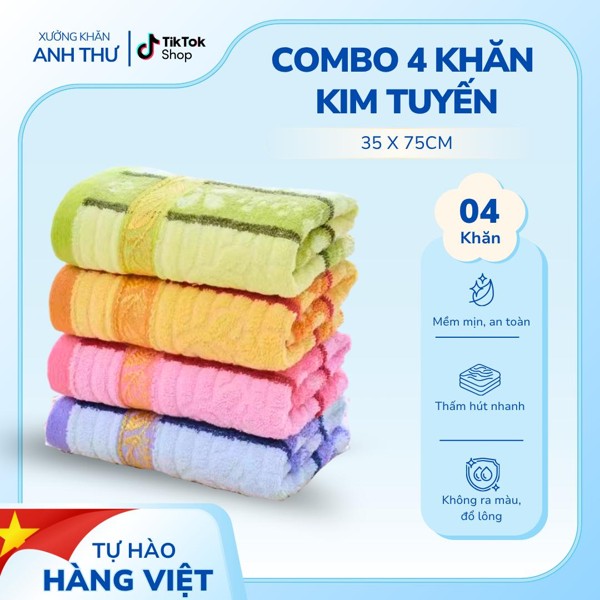 XƯỞNG KHĂN
ANH THƯ
TikTok
Shop
COMBO 4 KHĂN
KIM TUYẾN
35 X 75CM
04
Khăn
Mềm mịn, an toàn
Thấm hút nhanh
Không ra màu,
đổ lông
TỰ HÀO
HÀNG VIỆT